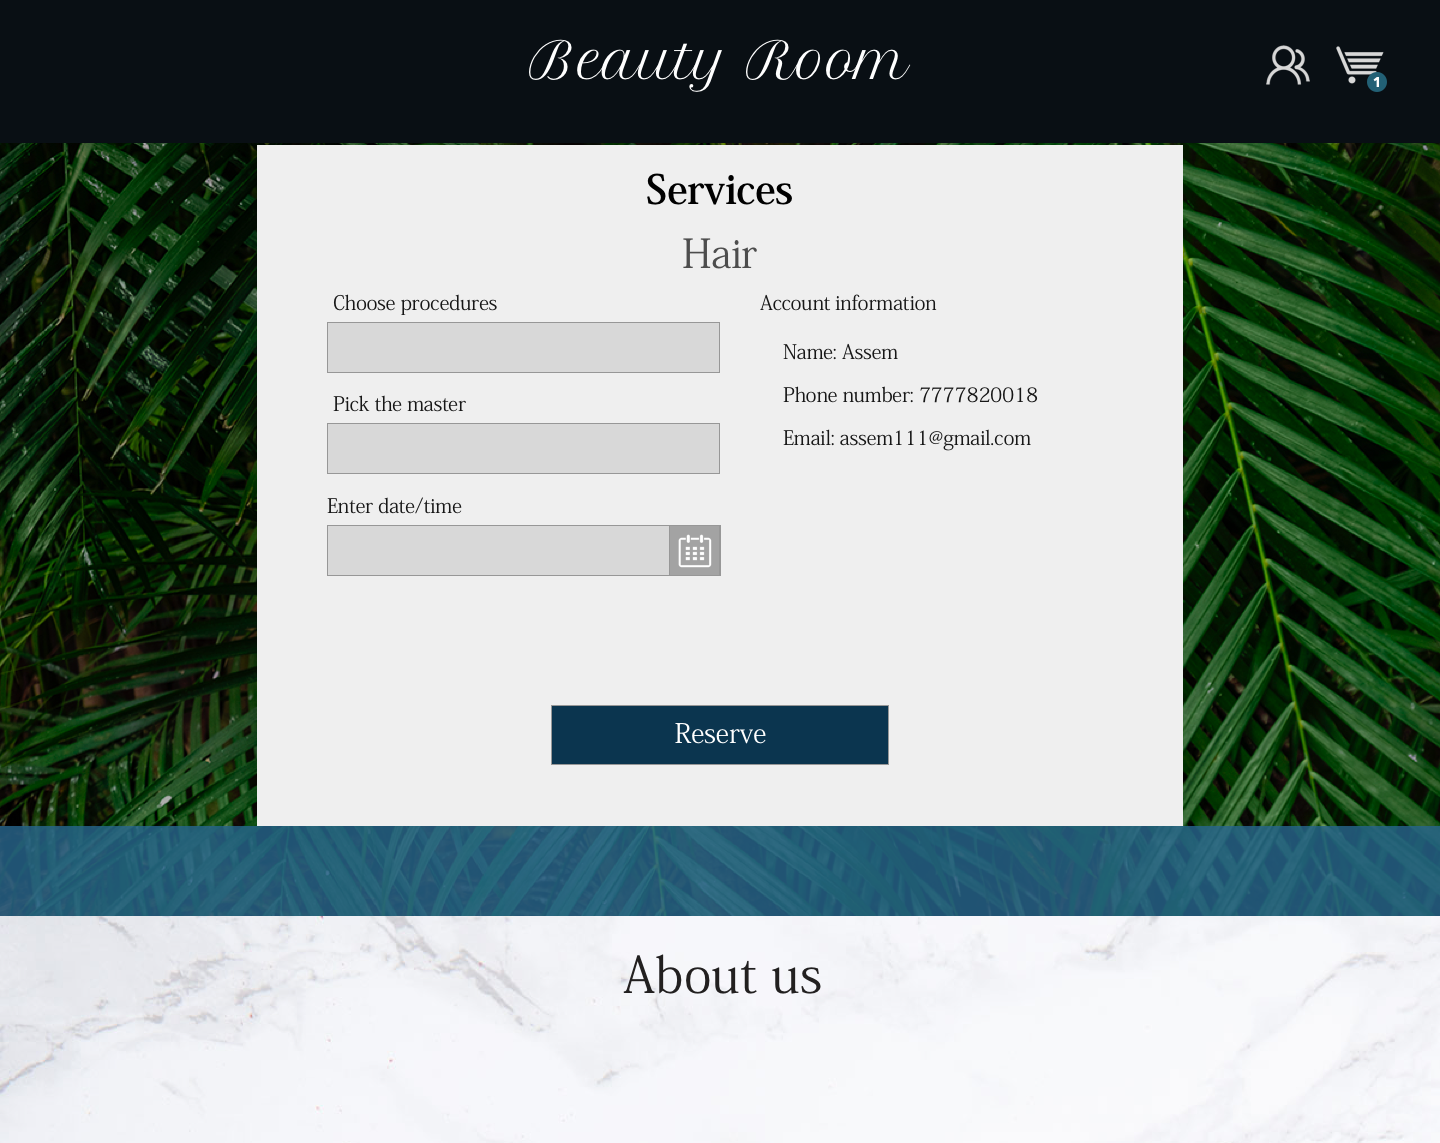 Beauty Room
1
Services
Hair
Choose procedures
Account information
Name: Assem
Phone number: 7777820018
Pick the master
Email: assem111@gmail.com
Enter date/time
Reserve
About us